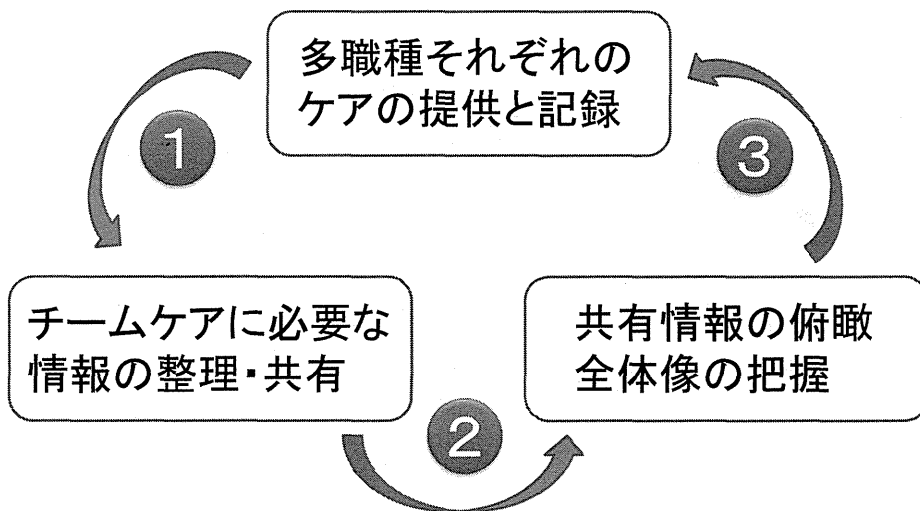 多職種それぞれの
ケアの提供と記録
1
3
チームケアに必要な
情報の整理・共有
共有情報の俯瞰
全体像の把握
2